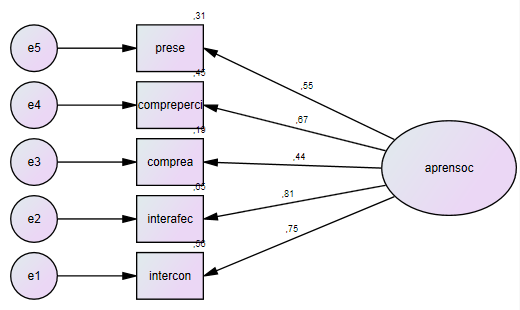 ,31
e5
prese
,55
,45
e4
compreperci
,67
,19
e3
comprea
,44
aprensoc
,65
e2
interafec
,81
,56
e1
intercon
,75